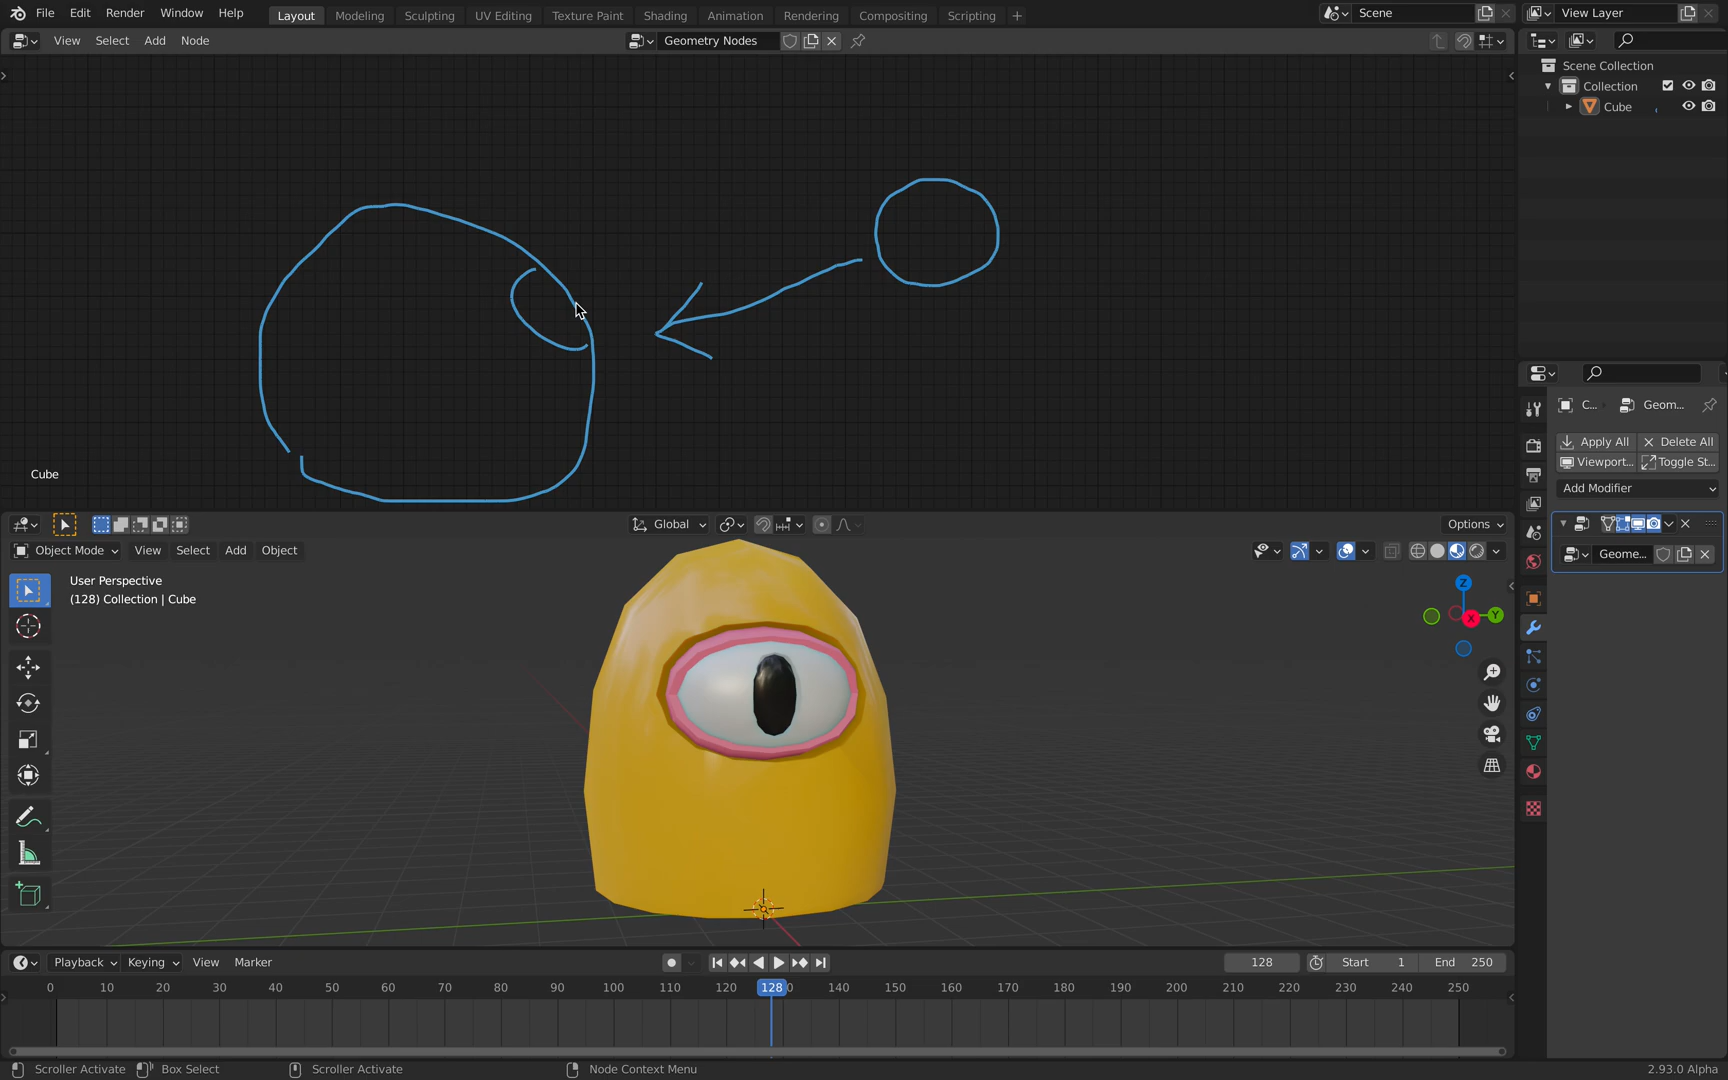 File Edit Render Window Help Layout Modeling Sculpting UV Editing Texture Paint Shading Animation Rendering Compositing Scripting + Scene View Layer
View Select Add Node Geometry Nodes
Scene Collection
Collection
Cube
Cube
C... Geom...
Apply All Delete All
Viewport... Toggle St...
Add Modifier
Geome...
Global Options
Object Mode View Select Add Object
User Perspective
(128) Collection | Cube
Z
Y
X
Playback Keying View Marker 128 Start 1 End 250
0 10 20 30 40 50 60 70 80 90 100 110 120 128 140 150 160 170 180 190 200 210 220 230 240 250
Scroller Activate Box Select Scroller Activate Node Context Menu 2.93.0 Alpha